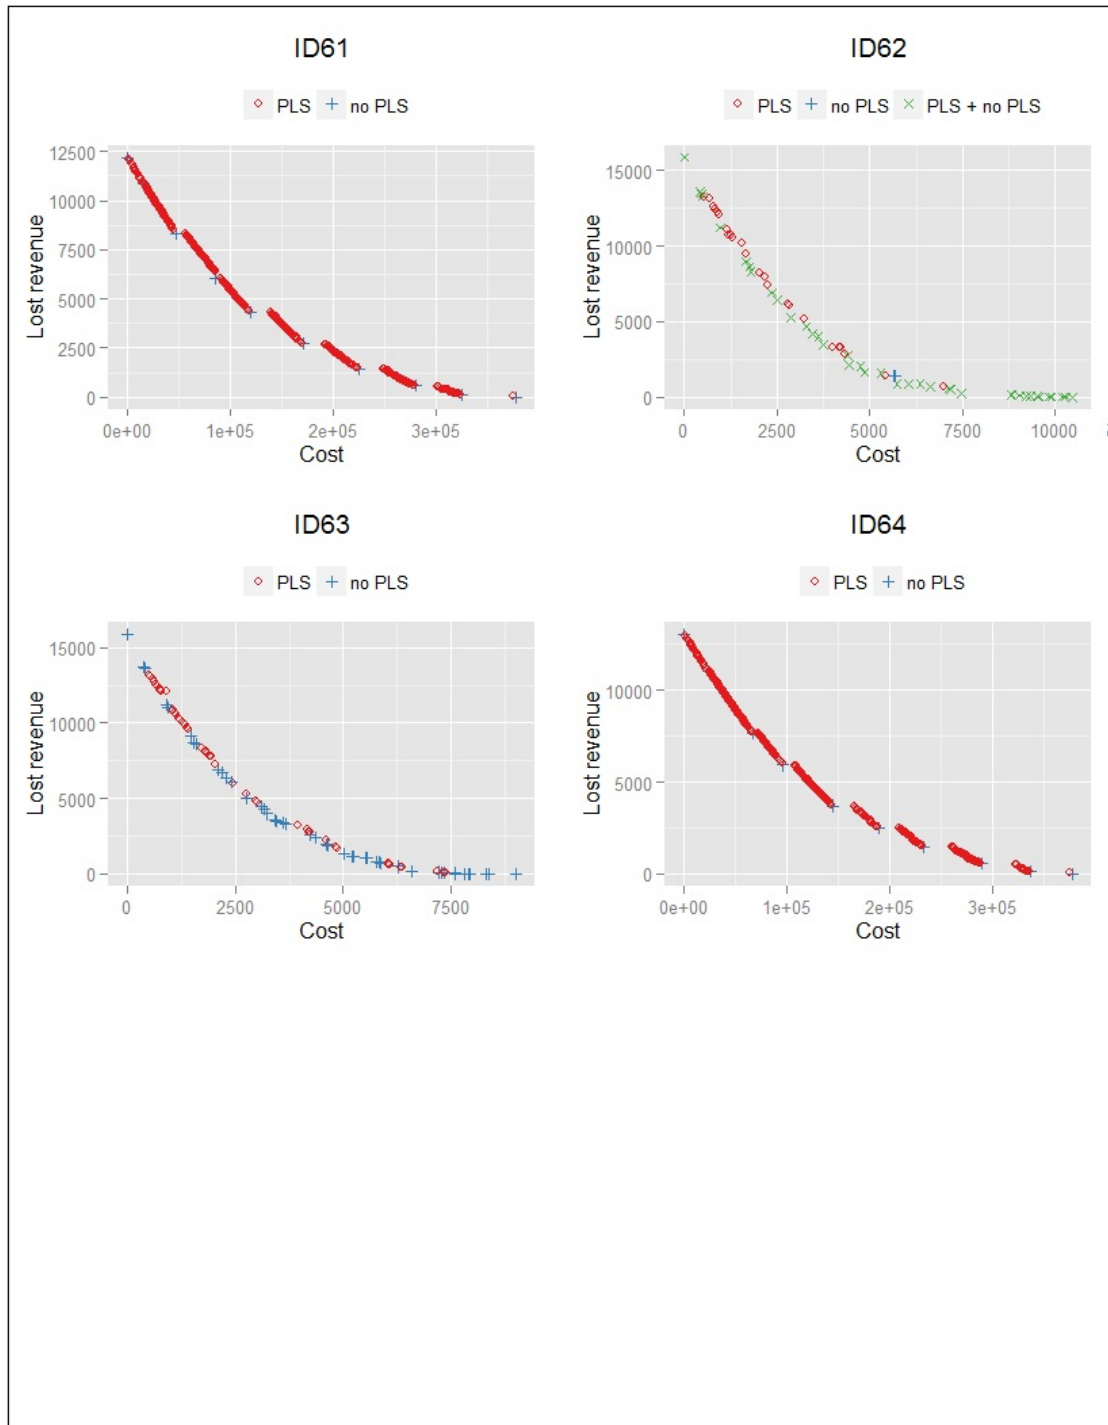 ID61
PLS no PLS
12500
10000
7500
5000
2500
0
Lost revenue
0e+00 1e+05 2e+05 3e+05
Cost
ID62
PLS no PLS PLS + no PLS
15000
10000
5000
0
Lost revenue
0 2500 5000 7500 10000
Cost
ID63
PLS no PLS
15000
10000
5000
0
Lost revenue
0 2500 5000 7500
Cost
ID64
PLS no PLS
10000
5000
0
Lost revenue
0e+00 1e+05 2e+05 3e+05
Cost